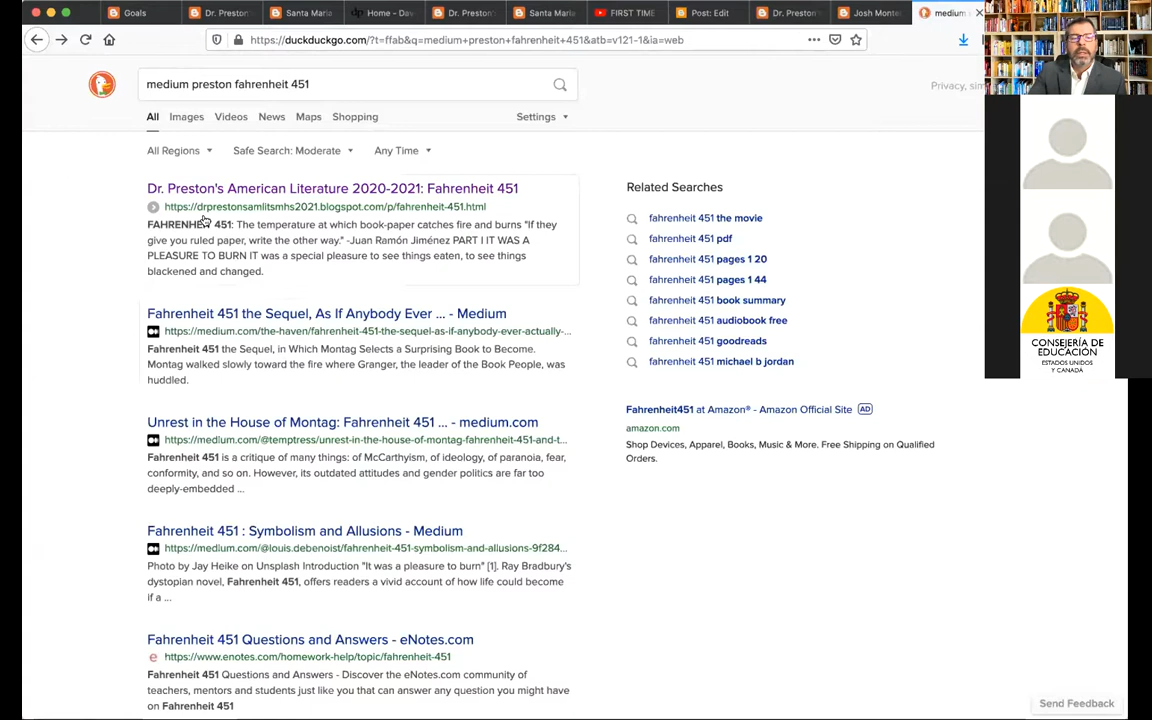 Goals
Dr. Preston'
Santa Maria
Home – Dav
Dr. Preston'
Santa Maria
FIRST TIME
Post: Edit
Dr. Preston'
Josh Monte
medium
https://duckduckgo.com/?t=ffab&q=medium+preston+fahrenheit+451&atb=v121-1&ia=web
medium preston fahrenheit 451
Privacy, sim
All Images Videos News Maps Shopping Settings
All Regions Safe Search: Moderate Any Time
Dr. Preston's American Literature 2020-2021: Fahrenheit 451
https://drprestonsamlitsmhs2021.blogspot.com/p/fahrenheit-451.html
FAHRENHEIT 451: The temperature at which book-paper catches fire and burns "If they
give you ruled paper, write the other way." -Juan Ramón Jiménez PART I IT WAS A
PLEASURE TO BURN IT was a special pleasure to see things eaten, to see things
blackened and changed.
Fahrenheit 451 the Sequel, As If Anybody Ever ... - Medium
https://medium.com/the-haven/fahrenheit-451-the-sequel-as-if-anybody-ever-actually-...
Fahrenheit 451 the Sequel, in Which Montag Selects a Surprising Book to Become.
Montag walked slowly toward the fire where Granger, the leader of the Book People, was
huddled.
Unrest in the House of Montag: Fahrenheit 451 ... - medium.com
https://medium.com/@temptress/unrest-in-the-house-of-montag-fahrenheit-451-and-t...
Fahrenheit 451 is a critique of many things: of McCarthyism, of ideology, of paranoia, fear,
conformity, and so on. However, its outdated attitudes and gender politics are far too
deeply-embedded ...
Fahrenheit 451 : Symbolism and Allusions - Medium
https://medium.com/@louis.debenoist/fahrenheit-451-symbolism-and-allusions-9f284...
Photo by Jay Heike on Unsplash Introduction "It was a pleasure to burn" [1]. Ray Bradbury's
dystopian novel, Fahrenheit 451, offers readers a vivid account of how life could become
if a ...
Fahrenheit 451 Questions and Answers - eNotes.com
e https://www.enotes.com/homework-help/topic/fahrenheit-451
Fahrenheit 451 Questions and Answers - Discover the eNotes.com community of
teachers, mentors and students just like you that can answer any question you might have
on Fahrenheit 451
Related Searches
fahrenheit 451 the movie
fahrenheit 451 pdf
fahrenheit 451 pages 1 20
fahrenheit 451 pages 1 44
fahrenheit 451 book summary
fahrenheit 451 audiobook free
fahrenheit 451 goodreads
fahrenheit 451 michael b jordan
Fahrenheit451 at Amazon® - Amazon Official Site AD
amazon.com
Shop Devices, Apparel, Books, Music & More. Free Shipping on Qualified
Orders.
CONSEJERÍA DE
EDUCACIÓN
ESTADOS UNIDOS
Y CANADÁ
Send Feedback